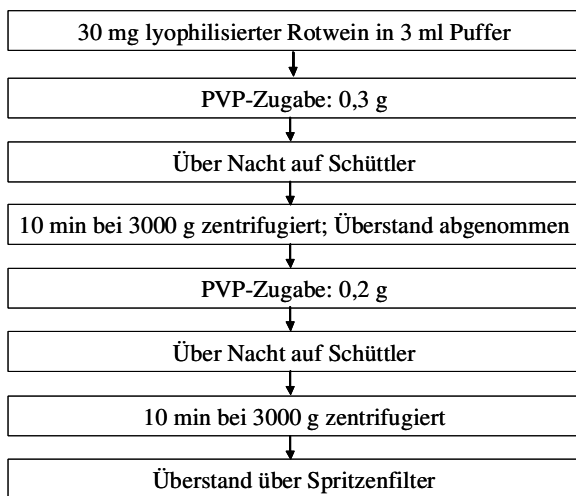 30 mg lyophilisierter Rotwein in 3 ml Puffer
PVP-Zugabe: 0,3 g
Über Nacht auf Schüttler
10 min bei 3000 g zentrifugiert; Überstand abgenommen
PVP-Zugabe: 0,2 g
Über Nacht auf Schüttler
10 min bei 3000 g zentrifugiert
Überstand über Spritzenfilter